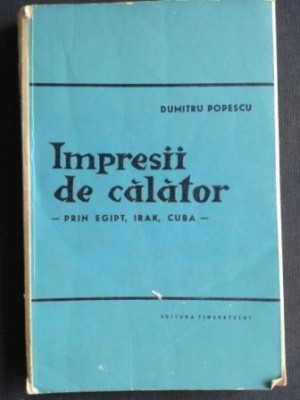 DUMITRU POPESCU
Impresii
de călător
— PRIN EGIPT, IRAK, CUBA —
EDITURA TINERETULUI